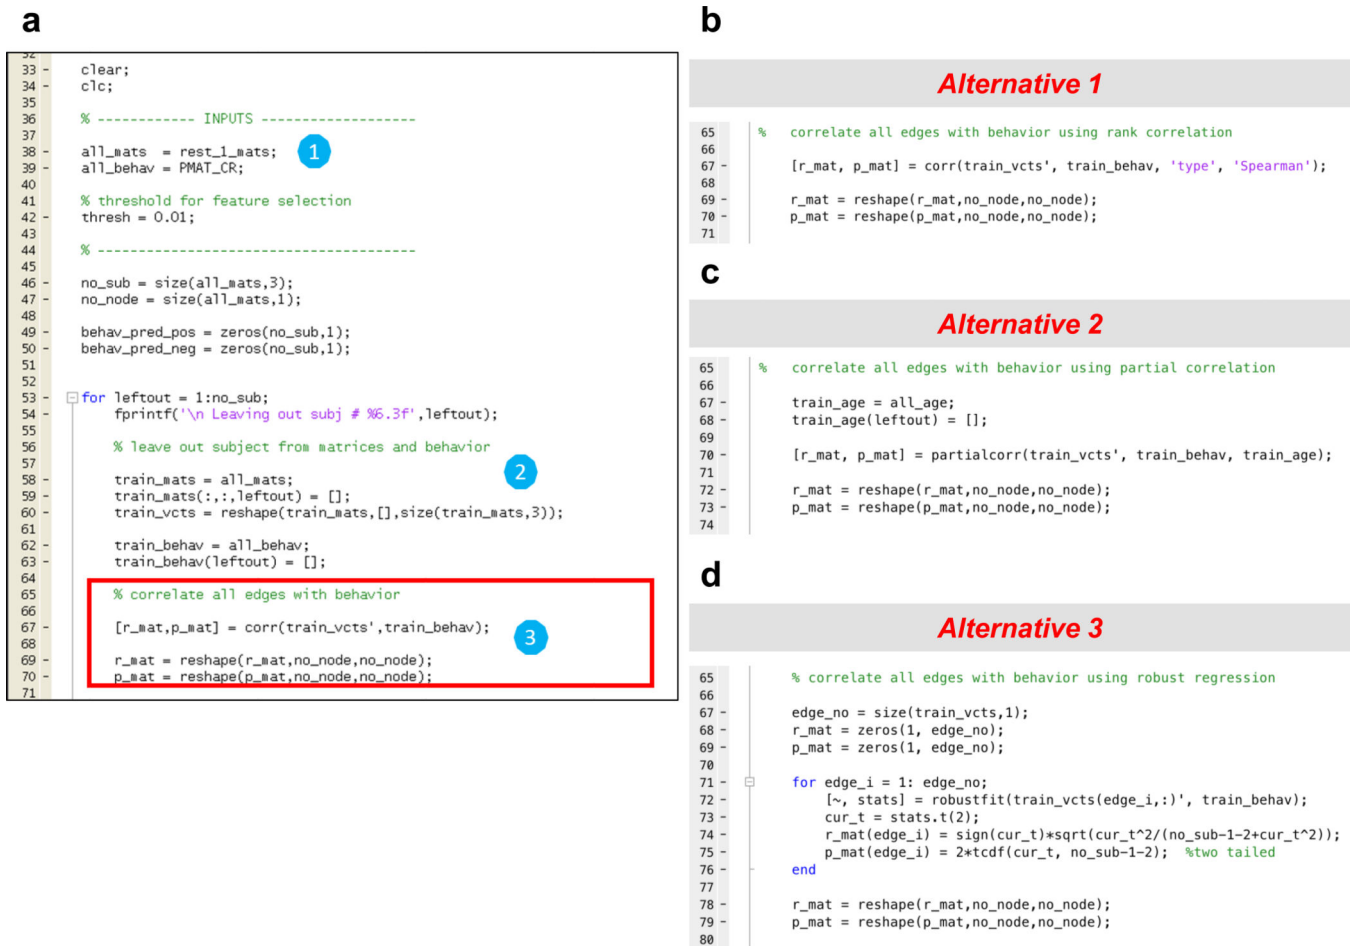 a
32
33 - clear;
34 - clc;
35
36 % ------------ INPUTS ------------------
37
38 - all_mats  = rest_1_mats;
1
39 - all_behav = PMAT_CR;
40
41 % threshold for feature selection
42 - thresh = 0.01;
43
44 % -------------------------------------
45
46 - no_sub = size(all_mats,3);
47 - no_node = size(all_mats,1);
48
49 - behav_pred_pos = zeros(no_sub,1);
50 - behav_pred_neg = zeros(no_sub,1);
51
52
53 - for leftout = 1:no_sub;
54 - fprintf('\n Leaving out subj # %6.3f',leftout);
55
56 % leave out subject from matrices and behavior
57
2
58 - train_mats = all_mats;
59 - train_mats(:,:,leftout) = [];
60 - train_vcts = reshape(train_mats,[],size(train_mats,3));
61
62 - train_behav = all_behav;
63 - train_behav(leftout) = [];
64
65 % correlate all edges with behavior
66
67 - [r_mat,p_mat] = corr(train_vcts',train_behav);
3
68
69 - r_mat = reshape(r_mat,no_node,no_node);
70 - p_mat = reshape(p_mat,no_node,no_node);
71
b
Alternative 1
65 % correlate all edges with behavior using rank correlation
66
67 - [r_mat, p_mat] = corr(train_vcts', train_behav, 'type', 'Spearman');
68
69 - r_mat = reshape(r_mat,no_node,no_node);
70 - p_mat = reshape(p_mat,no_node,no_node);
71
c
Alternative 2
65 % correlate all edges with behavior using partial correlation
66
67 - train_age = all_age;
68 - train_age(leftout) = [];
69
70 - [r_mat, p_mat] = partialcorr(train_vcts', train_behav, train_age);
71
72 - r_mat = reshape(r_mat,no_node,no_node);
73 - p_mat = reshape(p_mat,no_node,no_node);
74
d
Alternative 3
65 % correlate all edges with behavior using robust regression
66
67 - edge_no = size(train_vcts,1);
68 - r_mat = zeros(1, edge_no);
69 - p_mat = zeros(1, edge_no);
70
71 - for edge_i = 1: edge_no;
72 - [~, stats] = robustfit(train_vcts(edge_i,:)', train_behav);
73 - cur_t = stats.t(2);
74 - r_mat(edge_i) = sign(cur_t)*sqrt(cur_t^2/(no_sub-1-2+cur_t^2));
75 - p_mat(edge_i) = 2*tcdf(cur_t, no_sub-1-2);  %two tailed
76 - end
77
78 - r_mat = reshape(r_mat,no_node,no_node);
79 - p_mat = reshape(p_mat,no_node,no_node);
80